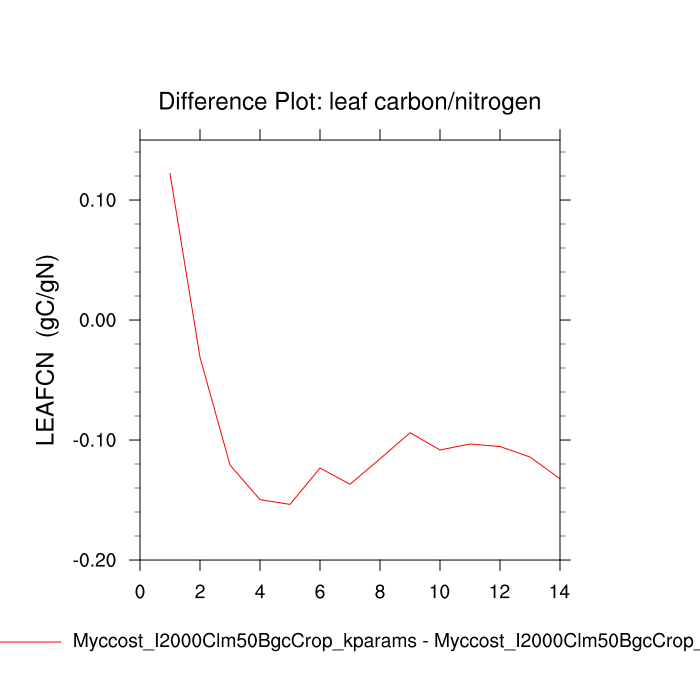 Difference Plot: leaf carbon/nitrogen
LEAFCN (gC/gN)
0.10
0.00
-0.10
-0.20
0 2 4 6 8 10 12 14
Myccost_I2000Clm50BgcCrop_kparams - Myccost_I2000Clm50BgcCrop_